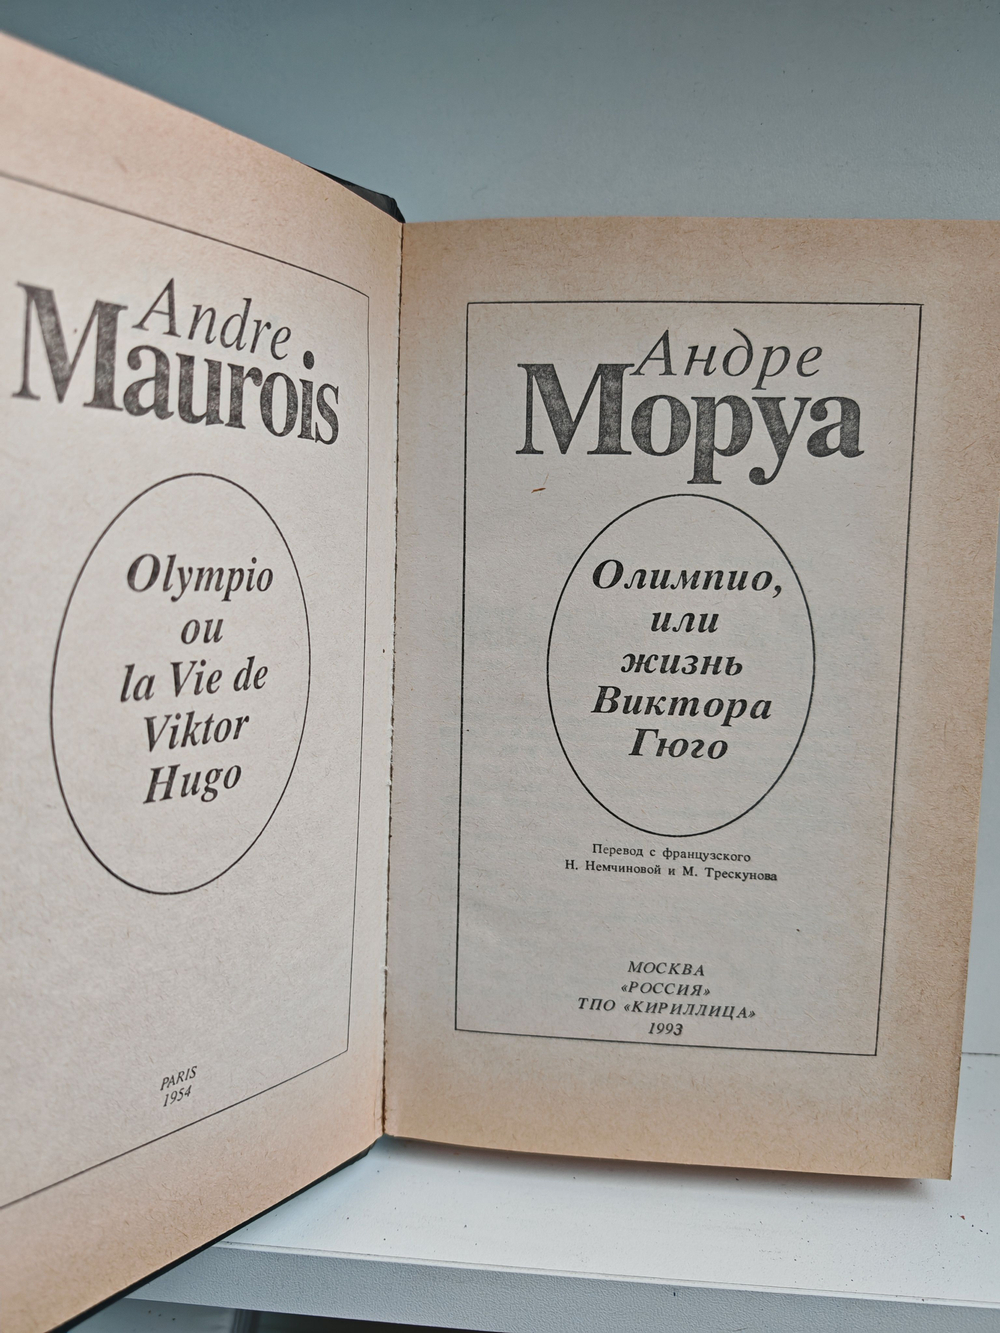 Andre
Maurois
Olympio
ou
la Vie de
Viktor
Hugo
PARIS
1954
Андре
Моруа
Олимпио,
или
жизнь
Виктора
Гюго
Перевод с французского
Н. Немчиновой и М. Трескунова
МОСКВА
«РОССИЯ»
ТПО «КИРИЛЛИЦА»
1993